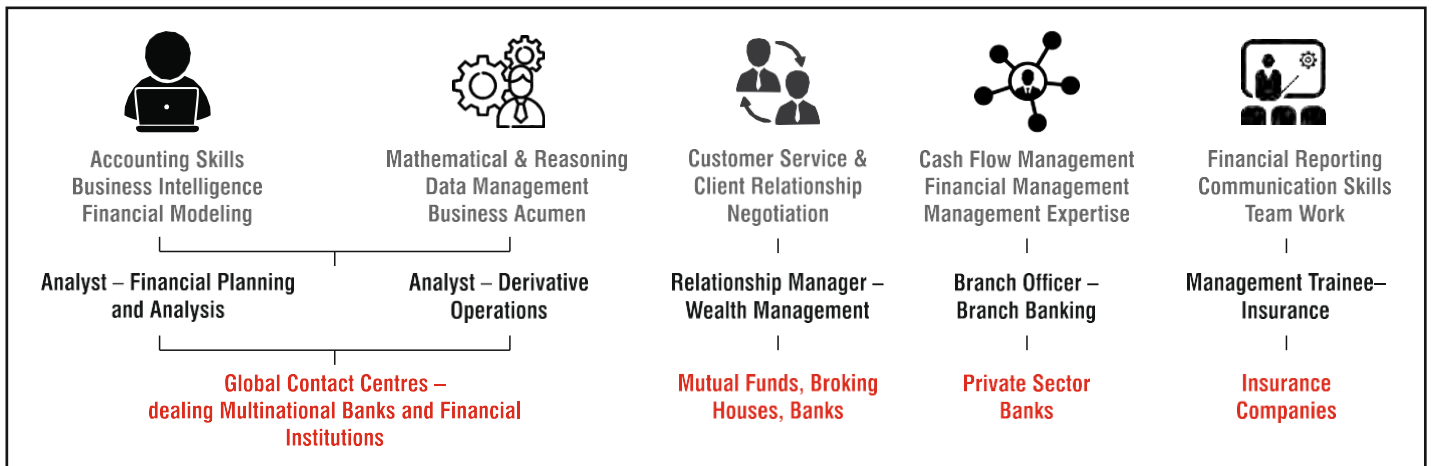 Accounting Skills
Business Intelligence
Financial Modeling
Mathematical & Reasoning
Data Management
Business Acumen
Customer Service &
Client Relationship
Negotiation
Cash Flow Management
Financial Management
Management Expertise
Financial Reporting
Communication Skills
Team Work
Analyst – Financial Planning
and Analysis
Analyst – Derivative
Operations
Relationship Manager –
Wealth Management
Branch Officer –
Branch Banking
Management Trainee–
Insurance
Global Contact Centres –
dealing Multinational Banks and Financial
Institutions
Mutual Funds, Broking
Houses, Banks
Private Sector
Banks
Insurance
Companies